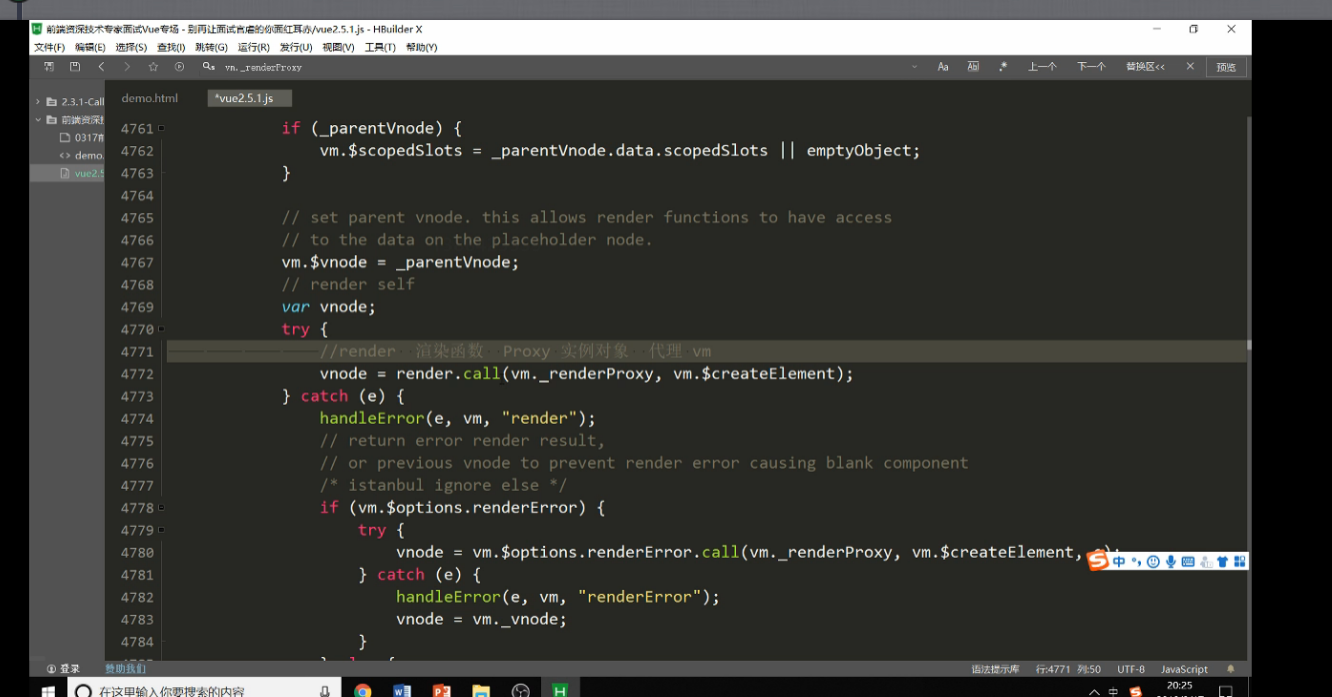 前端资深技术专家面试Vue专场 - 别再让面试官虐的你面红耳赤/vue2.5.1.js - HBuilder X
文件(F) 编辑(E) 选择(S) 查找(I) 跳转(G) 运行(R) 发行(U) 视图(V) 工具(T) 帮助(Y)
vm._renderProxy
Aa
上一个 下一个 替换区<< 预览
2.3.1-Call
前端资深
0317
demo.
vue2.5
demo.html *vue2.5.1.js
4761 if (_parentVnode) {
4762 vm.$scopedSlots = _parentVnode.data.scopedSlots || emptyObject;
4763 }
4764
4765 // set parent vnode. this allows render functions to have access
4766 // to the data on the placeholder node.
4767 vm.$vnode = _parentVnode;
4768 // render self
4769 var vnode;
4770 try {
4771 //render 渲染函数 Proxy 实例对象 代理 vm
4772 vnode = render.call(vm._renderProxy, vm.$createElement);
4773 } catch (e) {
4774 handleError(e, vm, "render");
4775 // return error render result,
4776 // or previous vnode to prevent render error causing blank component
4777 /* istanbul ignore else */
4778 if (vm.$options.renderError) {
4779 try {
4780 vnode = vm.$options.renderError.call(vm._renderProxy, vm.$createElement,
4781 } catch (e) {
4782 handleError(e, vm, "renderError");
4783 vnode = vm._vnode;
4784 }
中
登录 赞助我们 语法提示库 行:4771 列:50 UTF-8 JavaScript
在这里输入你要搜索的内容
中 20:25